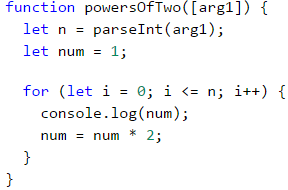 function powersOfTwo([arg1]) {
  let n = parseInt(arg1);
  let num = 1;

  for (let i = 0; i <= n; i++) {
    console.log(num);
    num = num * 2;
  }
}